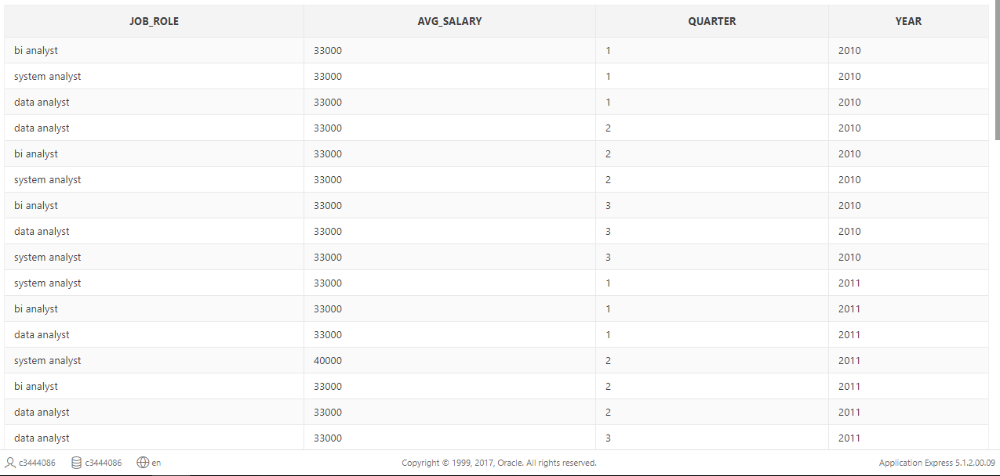 JOB_ROLE AVG_SALARY QUARTER YEAR
bi analyst 33000 1 2010
system analyst 33000 1 2010
data analyst 33000 1 2010
data analyst 33000 2 2010
bi analyst 33000 2 2010
system analyst 33000 2 2010
bi analyst 33000 3 2010
data analyst 33000 3 2010
system analyst 33000 3 2010
system analyst 33000 1 2011
bi analyst 33000 1 2011
data analyst 33000 1 2011
system analyst 40000 2 2011
bi analyst 33000 2 2011
data analyst 33000 2 2011
data analyst 33000 3 2011
c3444086 c3444086 en Copyright © 1999, 2017, Oracle. All rights reserved. Application Express 5.1.2.00.09